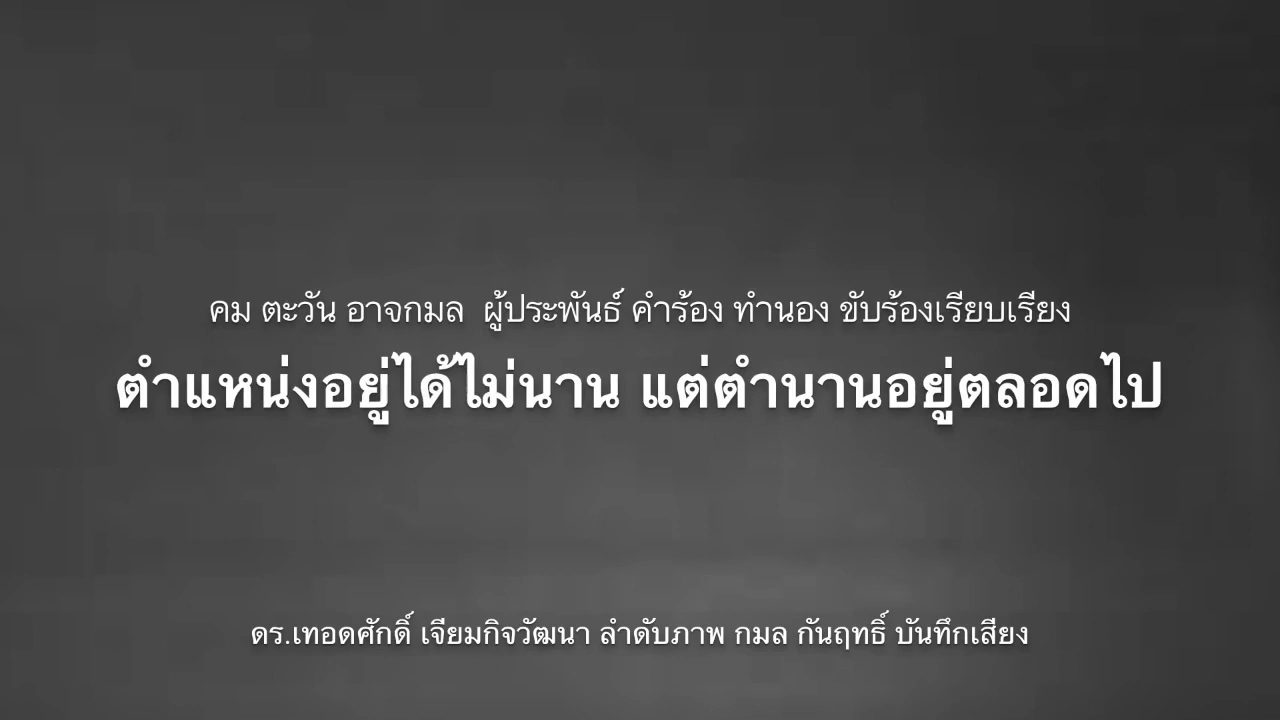 คม ตะวัน อาจกมล  ผู้ประพันธ์ คำร้อง ทำนอง ขับร้องเรียบเรียง
ตำแหน่งอยู่ได้ไม่นาน แต่ตำนานอยู่ตลอดไป
ดร.เทอดศักดิ์ เจียมกิจวัฒนา ลำดับภาพ กมล กันฤทธิ์ บันทึกเสียง